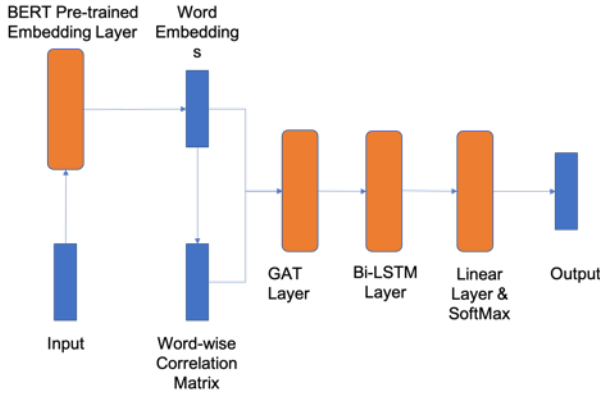 BERT Pre-trained
Embedding Layer
Word
Embedding
s
Input
Word-wise
Correlation
Matrix
GAT
Layer
Bi-LSTM
Layer
Linear
Layer &
SoftMax
Output